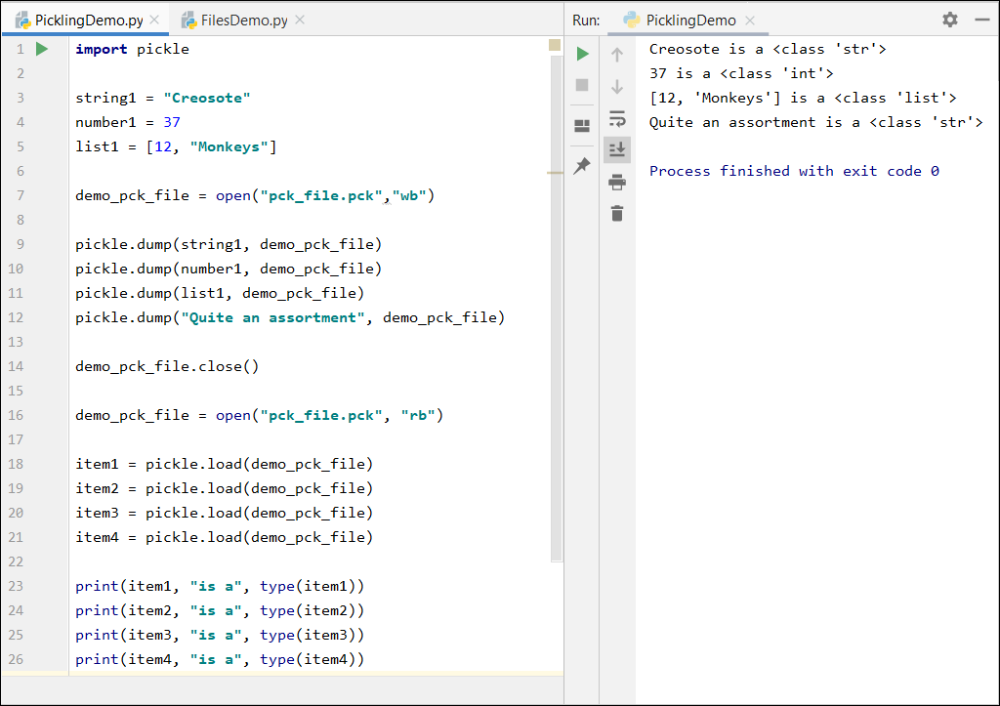 PicklingDemo.py FilesDemo.py Run: PicklingDemo
1 import pickle
2
3 string1 = "Creosote"
4 number1 = 37
5 list1 = [12, "Monkeys"]
6
7 demo_pck_file = open("pck_file.pck","wb")
8
9 pickle.dump(string1, demo_pck_file)
10 pickle.dump(number1, demo_pck_file)
11 pickle.dump(list1, demo_pck_file)
12 pickle.dump("Quite an assortment", demo_pck_file)
13
14 demo_pck_file.close()
15
16 demo_pck_file = open("pck_file.pck", "rb")
17
18 item1 = pickle.load(demo_pck_file)
19 item2 = pickle.load(demo_pck_file)
20 item3 = pickle.load(demo_pck_file)
21 item4 = pickle.load(demo_pck_file)
22
23 print(item1, "is a", type(item1))
24 print(item2, "is a", type(item2))
25 print(item3, "is a", type(item3))
26 print(item4, "is a", type(item4))
Creosote is a <class 'str'>
37 is a <class 'int'>
[12, 'Monkeys'] is a <class 'list'>
Quite an assortment is a <class 'str'>
Process finished with exit code 0